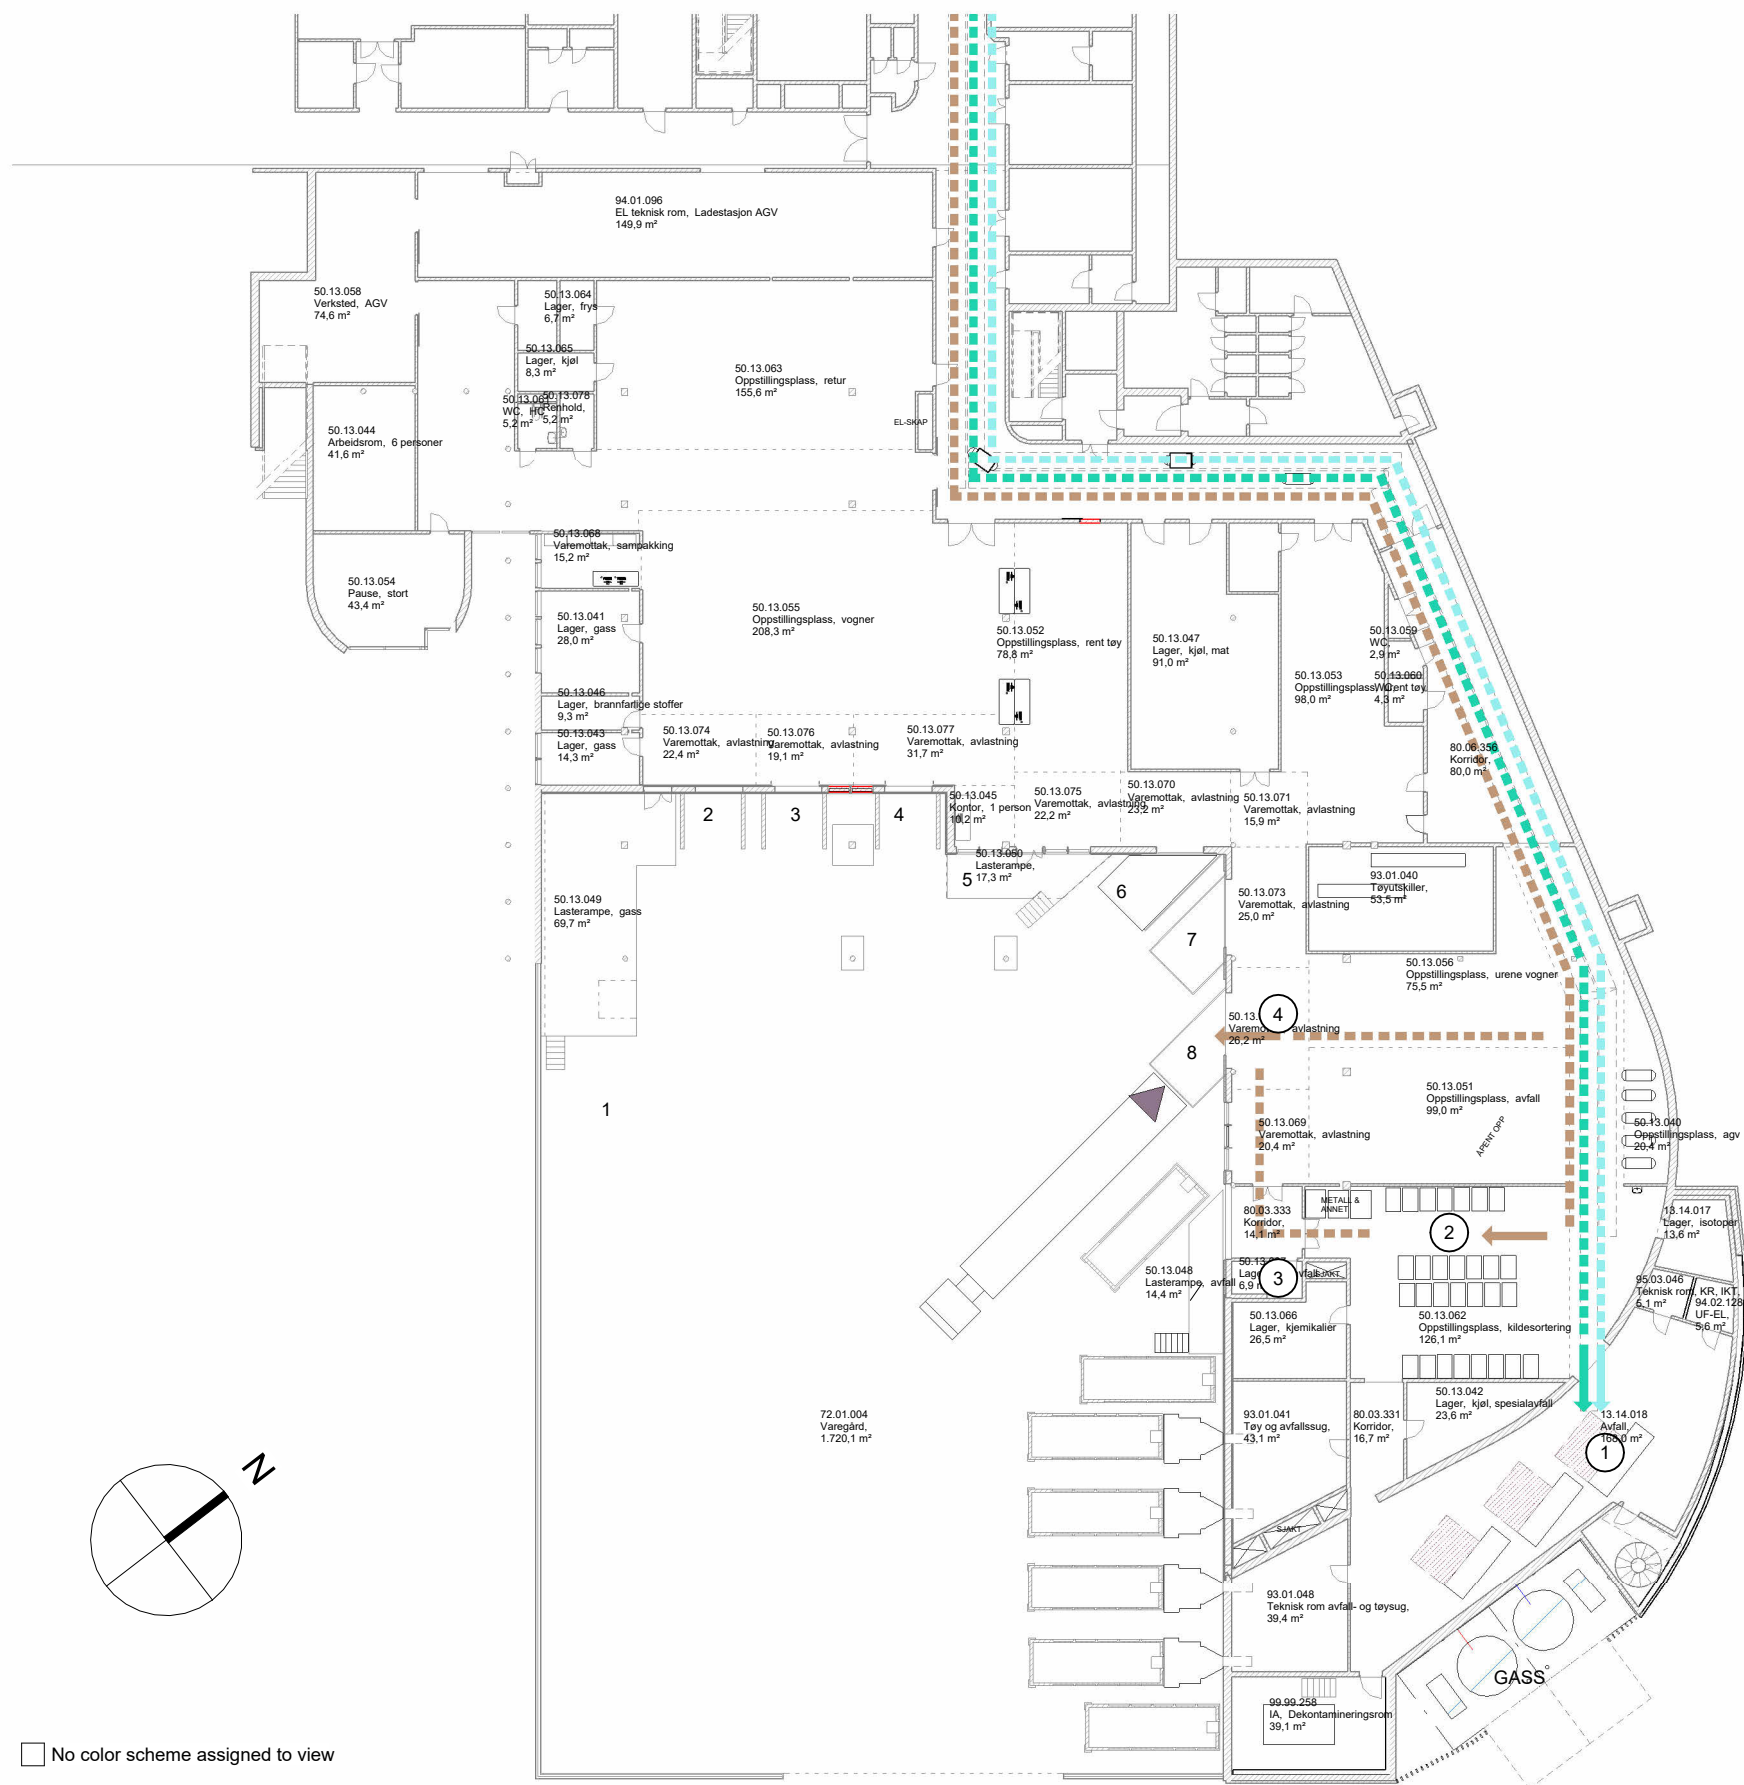 94.01.096
EL teknisk rom, Ladestasjon AGV
149,9 m²
50.13.058
Verksted, AGV
74,6 m²
50.13.064
Lager, frys
6,7 m²
50.13.065
Lager, kjøl
8,3 m²
50.13.063
Oppstillingsplass, retur
155,6 m²
50.13.061
WC, HC
5,2 m²
50.13.078
Renhold,
5,2 m²
EL-SKAP
50.13.044
Arbeidsrom, 6 personer
41,6 m²
50.13.068
Varemottak, sampakking
15,2 m²
50.13.054
Pause, stort
43,4 m²
50.13.041
Lager, gass
28,0 m²
50.13.055
Oppstillingsplass, vogner
208,3 m²
50.13.052
Oppstillingsplass, rent tøy
78,8 m²
50.13.047
Lager, kjøl, mat
91,0 m²
50.13.059
WC,
2,9 m²
50.13.053
Oppstillingsplass, urent tøy
98,0 m²
50.13.060
WC,
4,3 m²
50.13.046
Lager, brannfarlige stoffer
9,3 m²
50.13.043
Lager, gass
14,3 m²
50.13.074
Varemottak, avlastning
22,4 m²
50.13.076
Varemottak, avlastning
19,1 m²
50.13.077
Varemottak, avlastning
31,7 m²
80.06.356
Korridor,
80,0 m²
50.13.045
Kontor, 1 person
10,2 m²
50.13.075
Varemottak, avlastning
22,2 m²
50.13.070
Varemottak, avlastning
23,2 m²
50.13.071
Varemottak, avlastning
15,9 m²
2
3
4
50.13.050
Lasterampe,
17,3 m²
5
6
7
8
50.13.049
Lasterampe, gass
69,7 m²
50.13.073
Varemottak, avlastning
25,0 m²
93.01.040
Tøyutskiller,
53,5 m²
50.13.056
Oppstillingsplass, urene vogner
75,5 m²
4
50.13.
Varemottak, avlastning
26,2 m²
50.13.051
Oppstillingsplass, avfall
99,0 m²
ÅPENT OPP
50.13.069
Varemottak, avlastning
20,4 m²
50.13.040
Oppstillingsplass, agv
20,4 m²
1
METALL &
ANNET
80.03.333
Korridor,
14,1 m²
2
13.14.017
Lager, isotoper
13,6 m²
50.13.048
Lasterampe, avfall
14,4 m²
3
SJAKT
95.03.046
Teknisk rom, KR, IKT,
5,1 m²
94.02.128
UF-EL,
5,6 m²
50.13.066
Lager, kjemikalier
26,5 m²
50.13.062
Oppstillingsplass, kildesortering
126,1 m²
50.13.042
Lager, kjøl, spesialavfall
23,6 m²
72.01.004
Varegård,
1.720,1 m²
93.01.041
Tøy og avfallssug,
43,1 m²
80.03.331
Korridor,
16,7 m²
13.14.018
Avfall,
1
SJAKT
N
93.01.048
Teknisk rom avfall- og tøysug,
39,4 m²
GASS
99.99.258
IA, Dekontamineringsrom
39,1 m²
No color scheme assigned to view